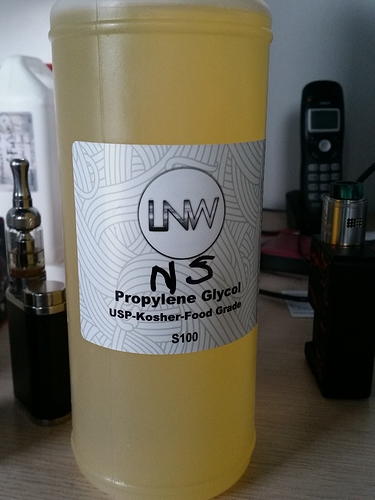 LNW
NS
Propylene Glycol
USP-Kosher-Food Grade
S100